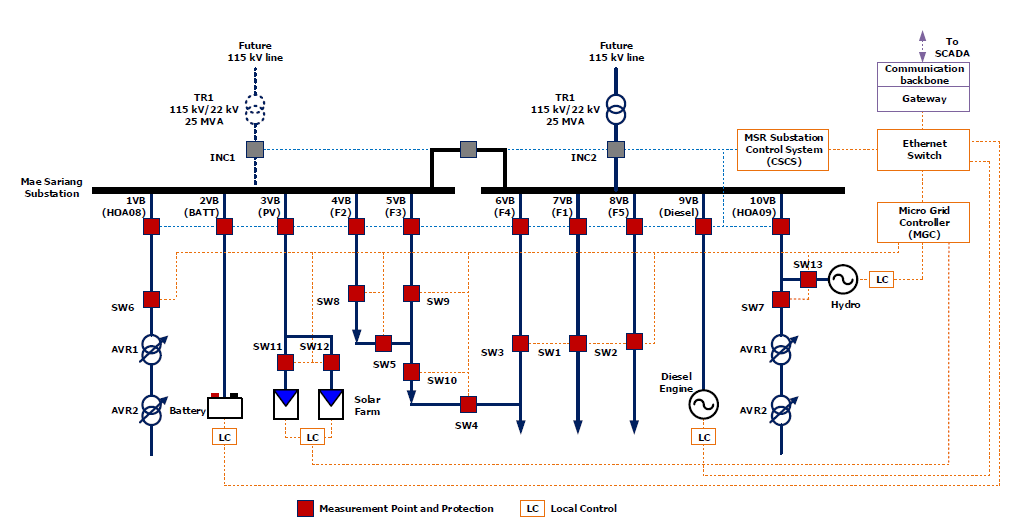 Future
115 kV line
Future
115 kV line
To
SCADA
Communication
backbone
Gateway
TR1
115 kV/22 kV
25 MVA
TR1
115 kV/22 kV
25 MVA
MSR Substation
Control System
(CSCS)
Ethernet
Switch
INC1
INC2
Mae Sariang
Substation
1VB
(HOA08)
2VB
(BATT)
3VB
(PV)
4VB
(F2)
5VB
(F3)
6VB
(F4)
7VB
(F1)
8VB
(F5)
9VB
(Diesel)
10VB
(HOA09)
Micro Grid
Controller
(MGC)
SW13
LC
Hydro
SW6
SW8
SW9
SW7
AVR1
SW11
SW12
SW5
SW3
SW1
SW2
AVR1
SW10
Diesel
Engine
AVR2
Battery
Solar
Farm
SW4
AVR2
LC
LC
LC
Measurement Point and Protection
LC
Local Control